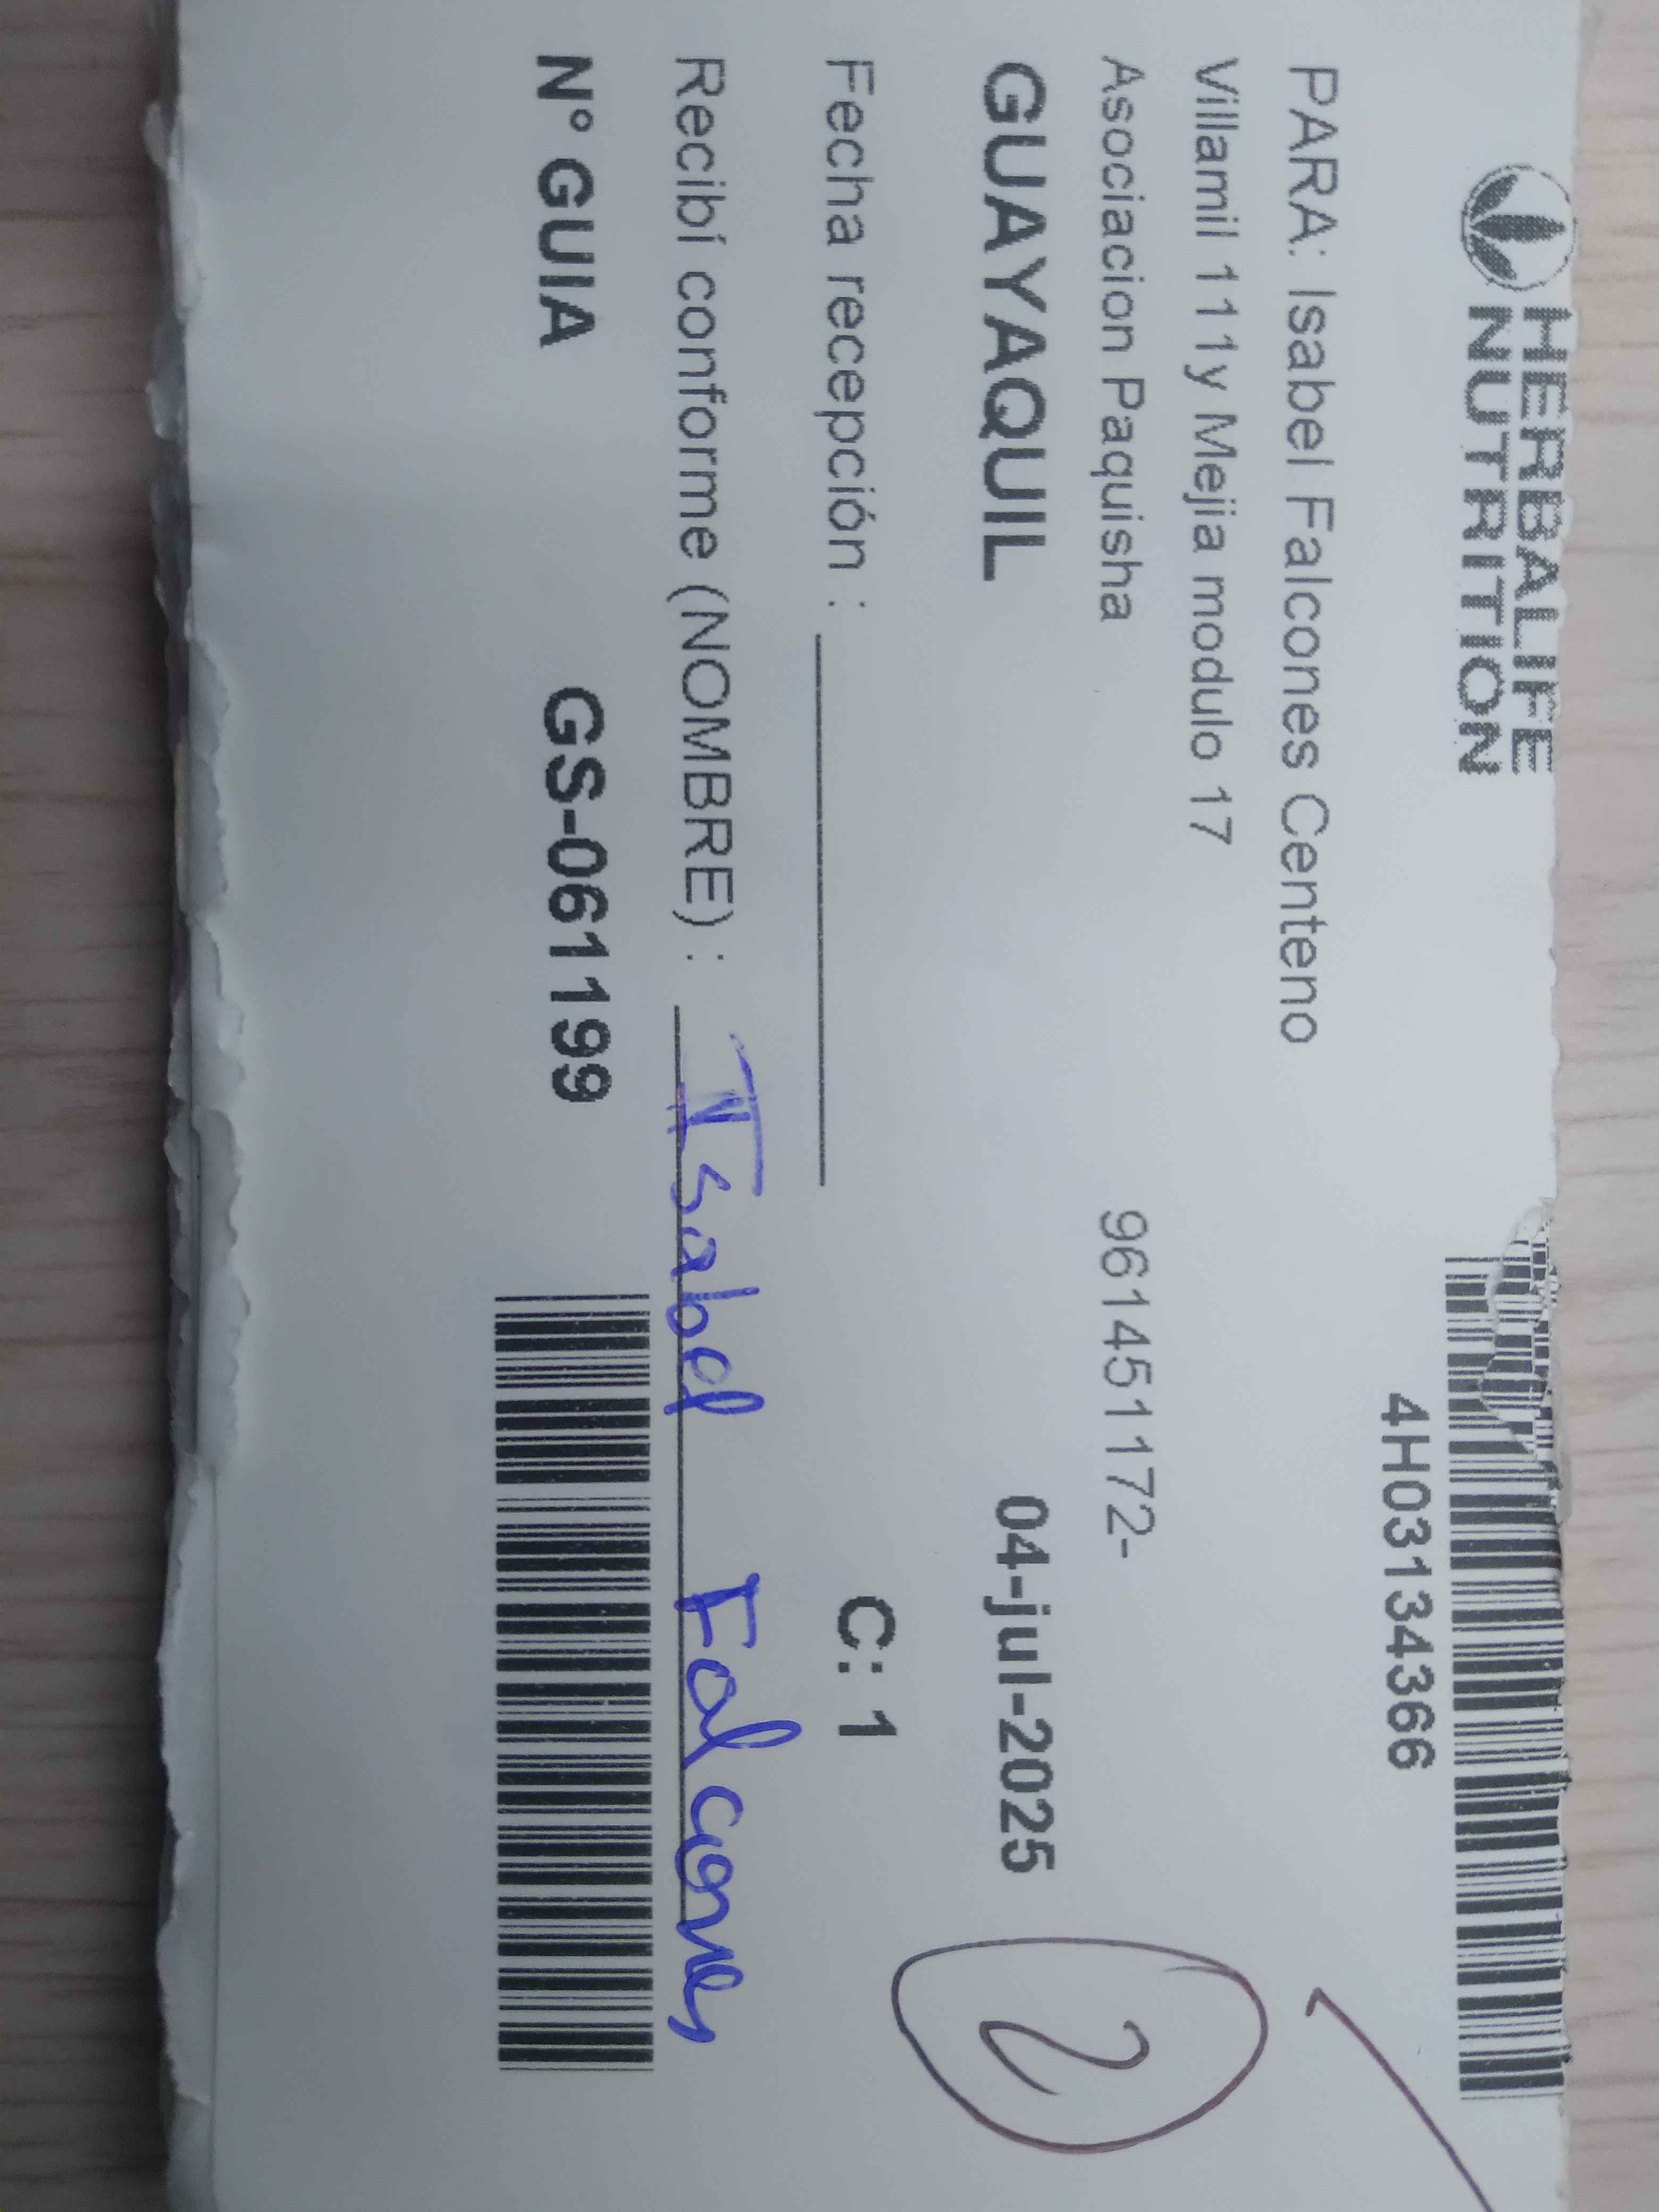 HERBALIFE
NUTRITION
4H03134366
PARA: Isabel Falcones Centeno
Villamil 111y Mejia modulo 17
Asociacion Paquisha 961451172-
GUAYAQUIL 04-jul-2025
2
Fecha recepción : C: 1
Recibí conforme (NOMBRE) : Isabel Falcones
N° GUIA GS-061199